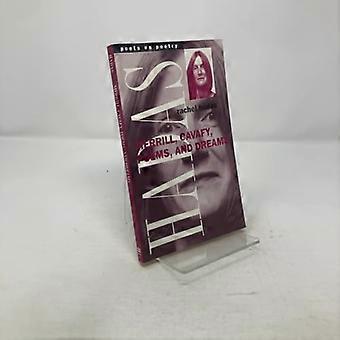 poets on poetry
rachel hadas
MERRILL, CAVAFY,
POEMS, AND DREAMS
HADAS